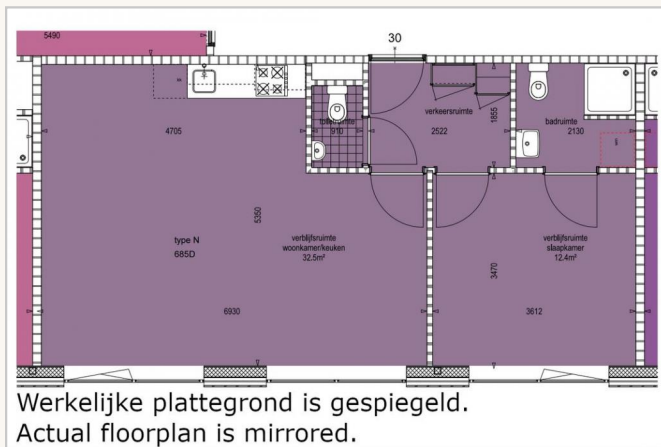 5490
30
4705
toiletruimte
910
verkeersruimte
2522
1855
badruimte
2130
5350
type N
685D
verblijfsruimte
woonkamer/keuken
32.5m²
verblijfsruimte
slaapkamer
12.4m²
3470
6930
3612
Werkelijke plattegrond is gespiegeld.
Actual floorplan is mirrored.